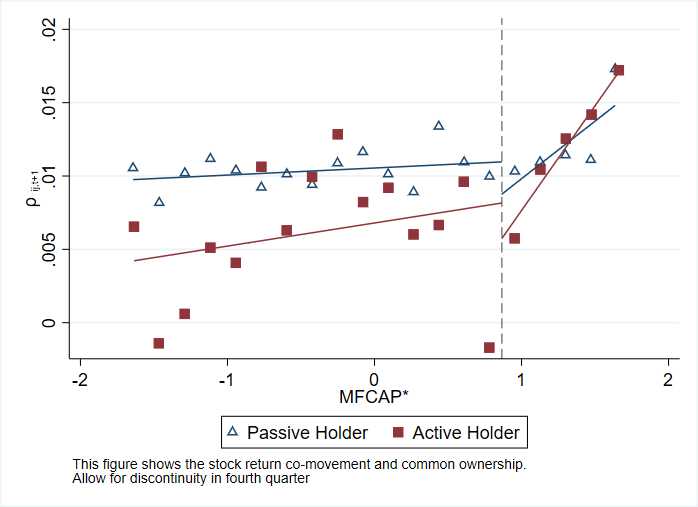 .02
.015
.01
.005
0
ρ ij,t+1
-2 -1 0 1 2
MFCAP*
Passive Holder Active Holder
This figure shows the stock return co-movement and common ownership.
Allow for discontinuity in fourth quarter